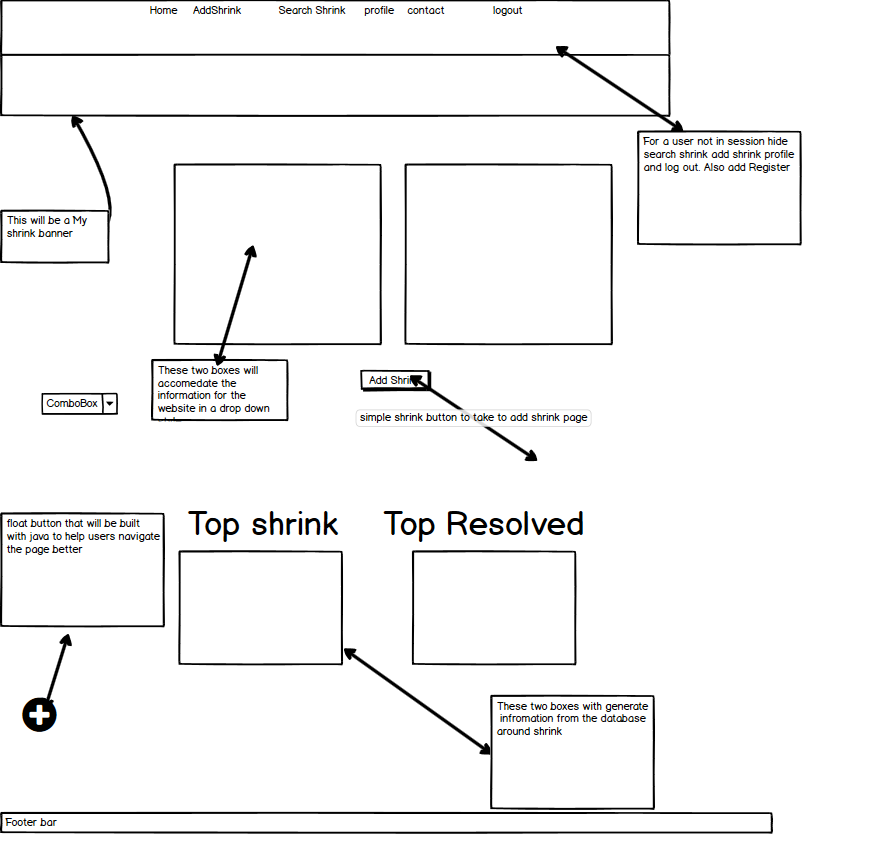 Home AddShrink Search Shrink profile contact logout
For a user not in session hide
search shrink add shrink profile
and log out. Also add Register
This will be a My
shrink banner
These two boxes will
accomedate the
information for the
website in a drop down
ComboBox
Add Shri
simple shrink button to take to add shrink page
float button that will be built
with java to help users navigate
the page better
Top shrink
Top Resolved
These two boxes with generate
infromation from the database
around shrink
Footer bar